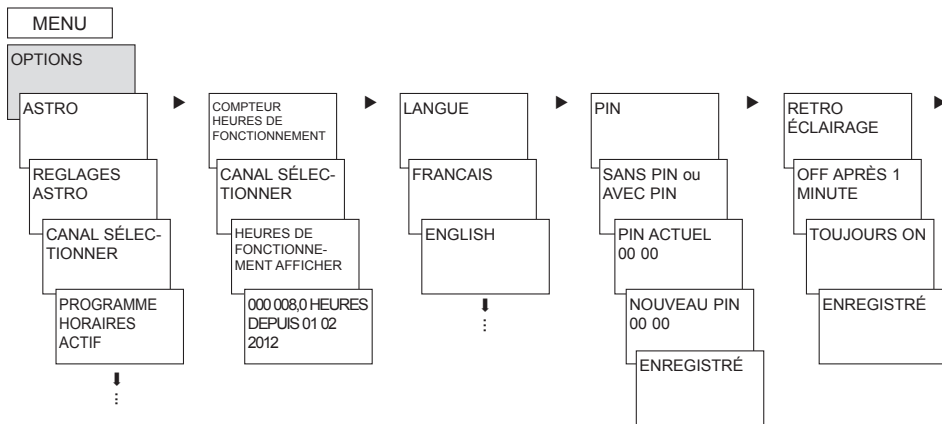 MENU
OPTIONS
ASTRO
REGLAGES
ASTRO
CANAL SÉLEC-
TIONNER
PROGRAMME
HORAIRES
ACTIF
COMPTEUR
HEURES DE
FONCTIONNEMENT
CANAL SÉLEC-
TIONNER
HEURES DE
FONCTIONNE-
MENT AFFICHER
000 008,0 HEURES
DEPUIS 01 02
2012
LANGUE
FRANCAIS
ENGLISH
PIN
SANS PIN ou
AVEC PIN
PIN ACTUEL
00 00
NOUVEAU PIN
00 00
ENREGISTRÉ
RETRO
ÉCLAIRAGE
OFF APRÈS 1
MINUTE
TOUJOURS ON
ENREGISTRÉ